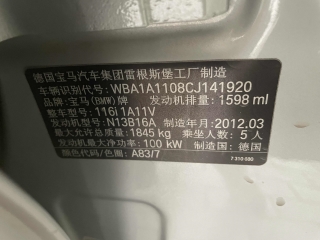 德国宝马汽车集团雷根斯堡工厂制造
车辆识别代号: WBA1A1108CJ141920
品牌: 宝马(BMW)牌 发动机排量: 1598 ml
整车型号: 116i 1A11V
发动机型号: N13B16A 制造年月: 2012.03
最大允许总质量: 1845 kg 乘坐人数: 5 人
发动机最大净功率: 100 kW 制造国: 德国
颜色代码/色圈: A83/7
7 310 080